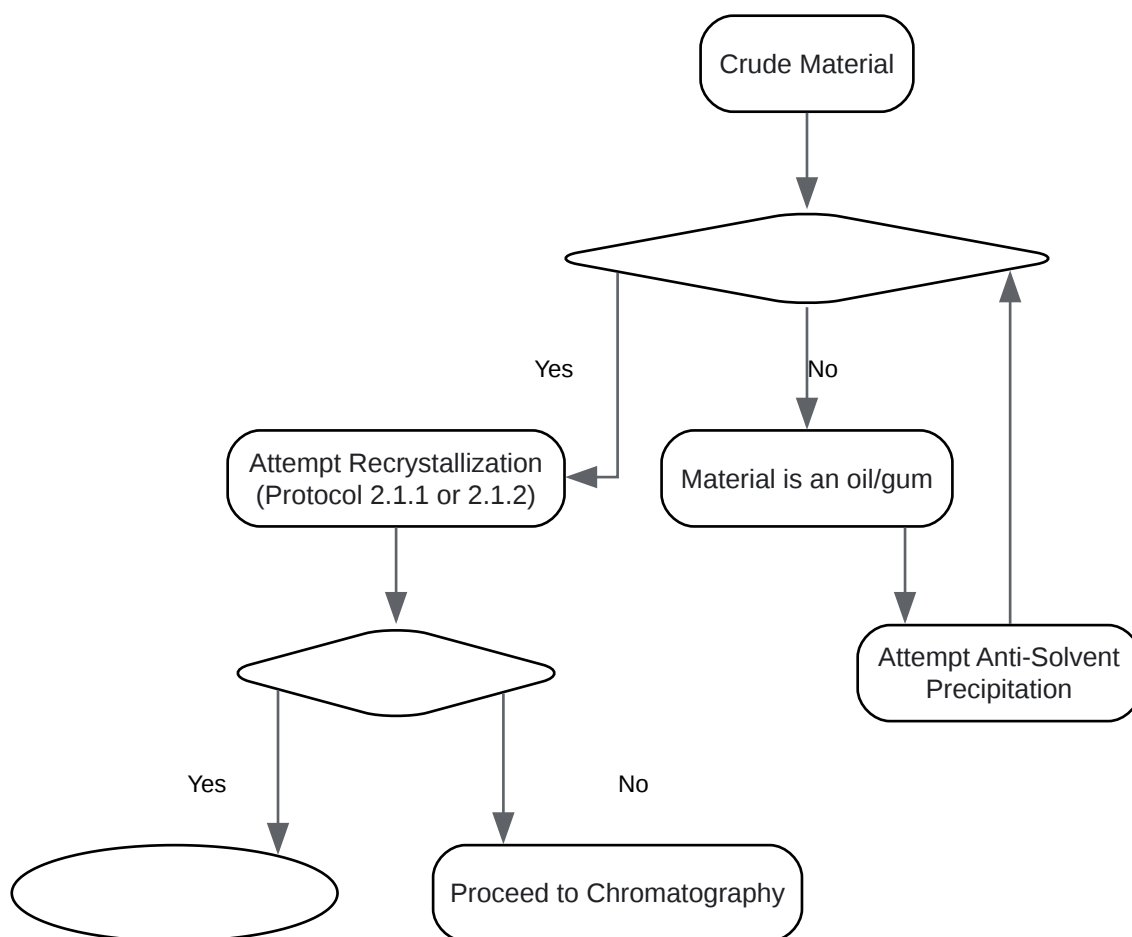 Crude Material
Yes
No
Attempt Recrystallization
(Protocol 2.1.1 or 2.1.2)
Material is an oil/gum
Attempt Anti-Solvent
Precipitation
Yes
No
Proceed to Chromatography